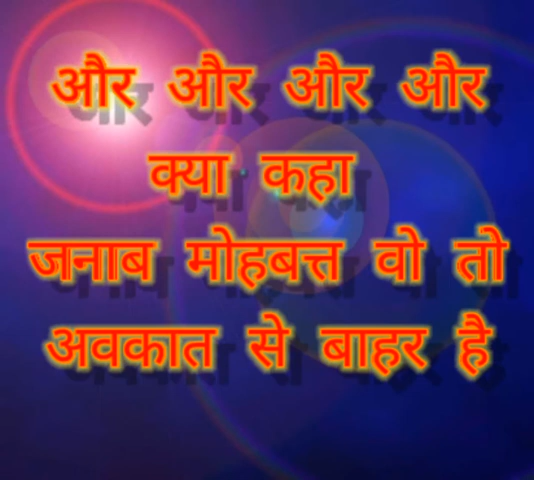 और और और और
क्या कहा
जनाब मोहबत्त वो तो
अवकात से बाहर है